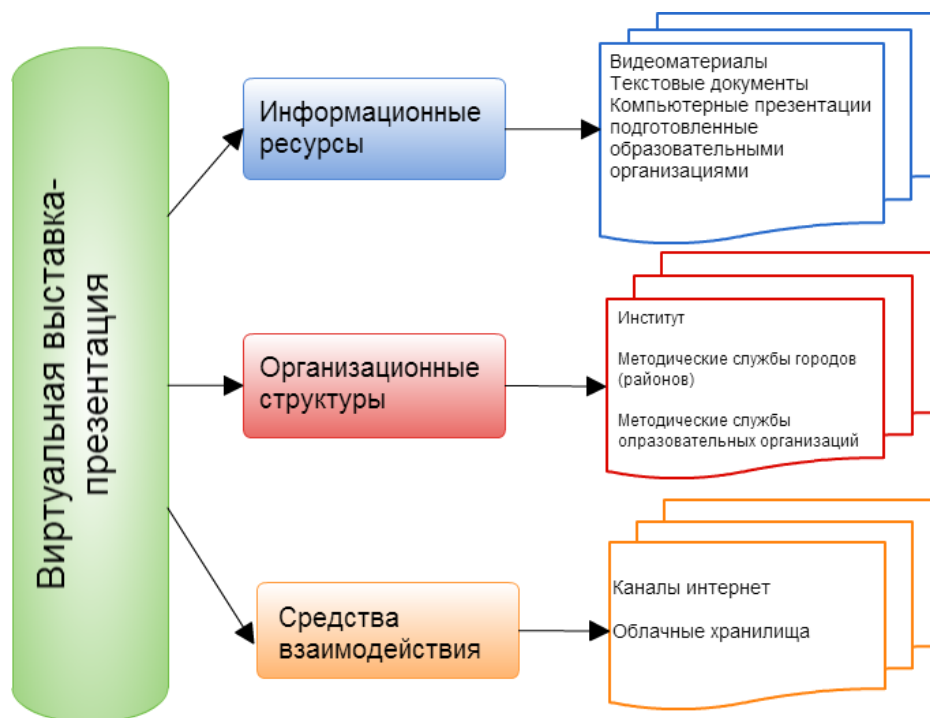 Виртуальная выставка-
презентация
Информационные
ресурсы
Видеоматериалы
Текстовые документы
Компьютерные презентации
подготовленные
образовательными
организациями
Организационные
структуры
Институт
Методические службы городов
(районов)
Методические службы
опразовательных организаций
Средства
взаимодействия
Каналы интернет
Облачные хранилища